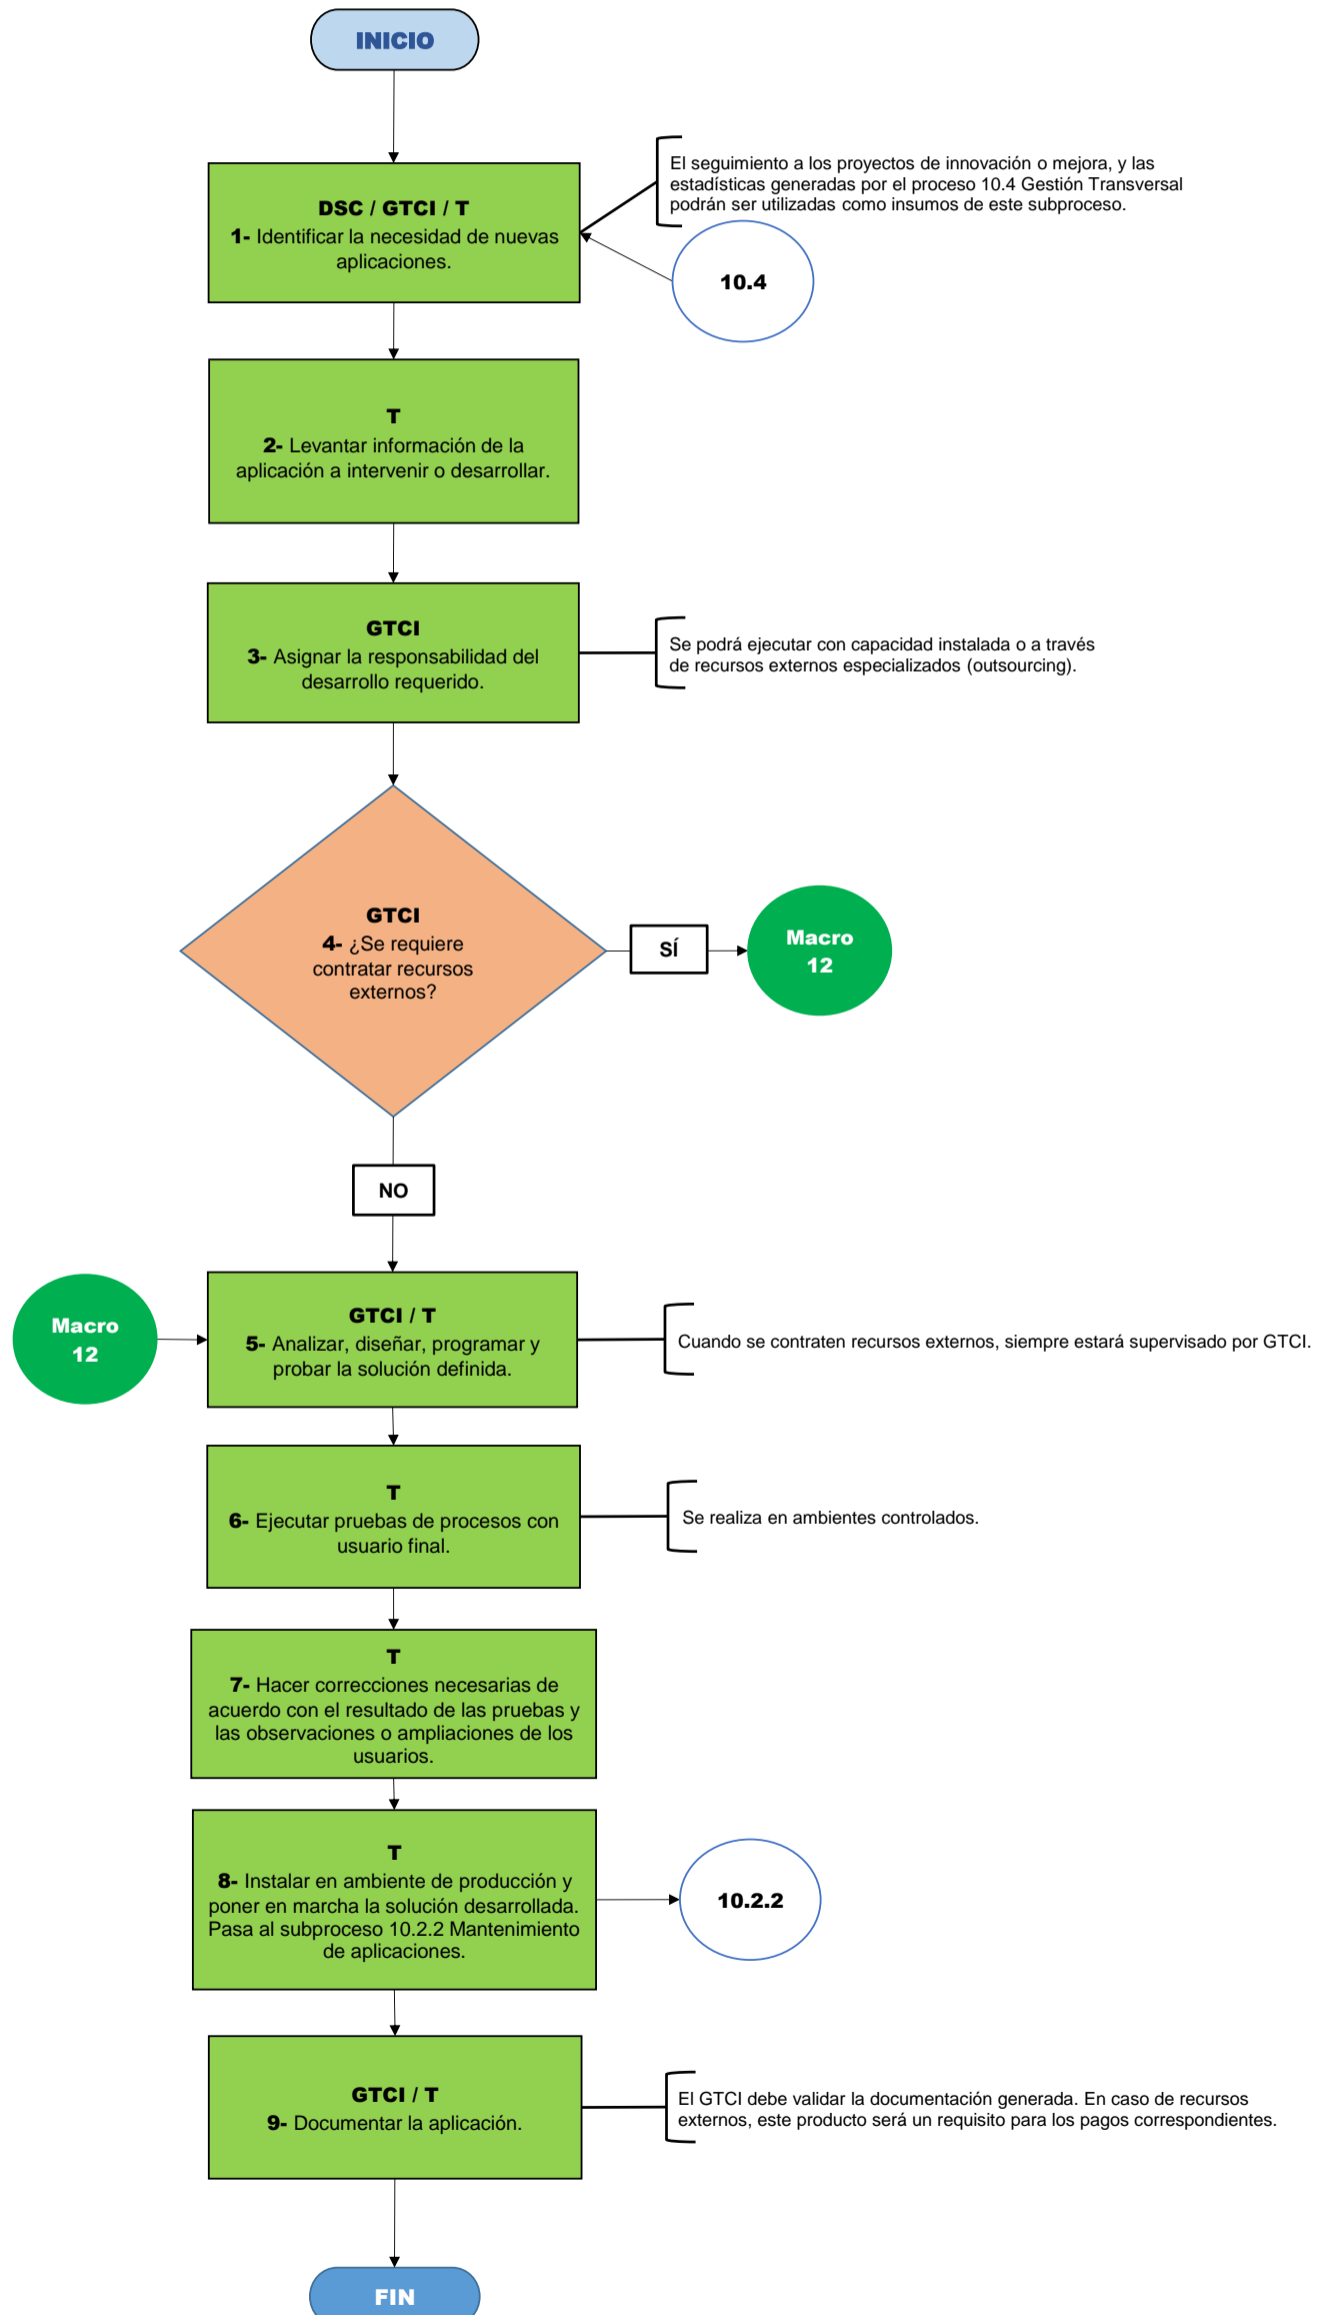 INICIO
El seguimiento a los proyectos de innovación o mejora, y las
estadísticas generadas por el proceso 10.4 Gestión Transversal
podrán ser utilizadas como insumos de este subproceso.
DSC / GTCI / T
1- Identificar la necesidad de nuevas
aplicaciones.
10.4
T
2- Levantar información de la
aplicación a intervenir o desarrollar.
GTCI
3- Asignar la responsabilidad del
desarrollo requerido.
Se podrá ejecutar con capacidad instalada o a través
de recursos externos especializados (outsourcing).
GTCI
4- ¿Se requiere
contratar recursos
externos?
SÍ
Macro
12
NO
Macro
12
GTCI / T
5- Analizar, diseñar, programar y
probar la solución definida.
Cuando se contraten recursos externos, siempre estará supervisado por GTCI.
T
6- Ejecutar pruebas de procesos con
usuario final.
Se realiza en ambientes controlados.
T
7- Hacer correcciones necesarias de
acuerdo con el resultado de las pruebas y
las observaciones o ampliaciones de los
usuarios.
T
8- Instalar en ambiente de producción y
poner en marcha la solución desarrollada.
Pasa al subproceso 10.2.2 Mantenimiento
de aplicaciones.
10.2.2
GTCI / T
9- Documentar la aplicación.
El GTCI debe validar la documentación generada. En caso de recursos
externos, este producto será un requisito para los pagos correspondientes.
FIN